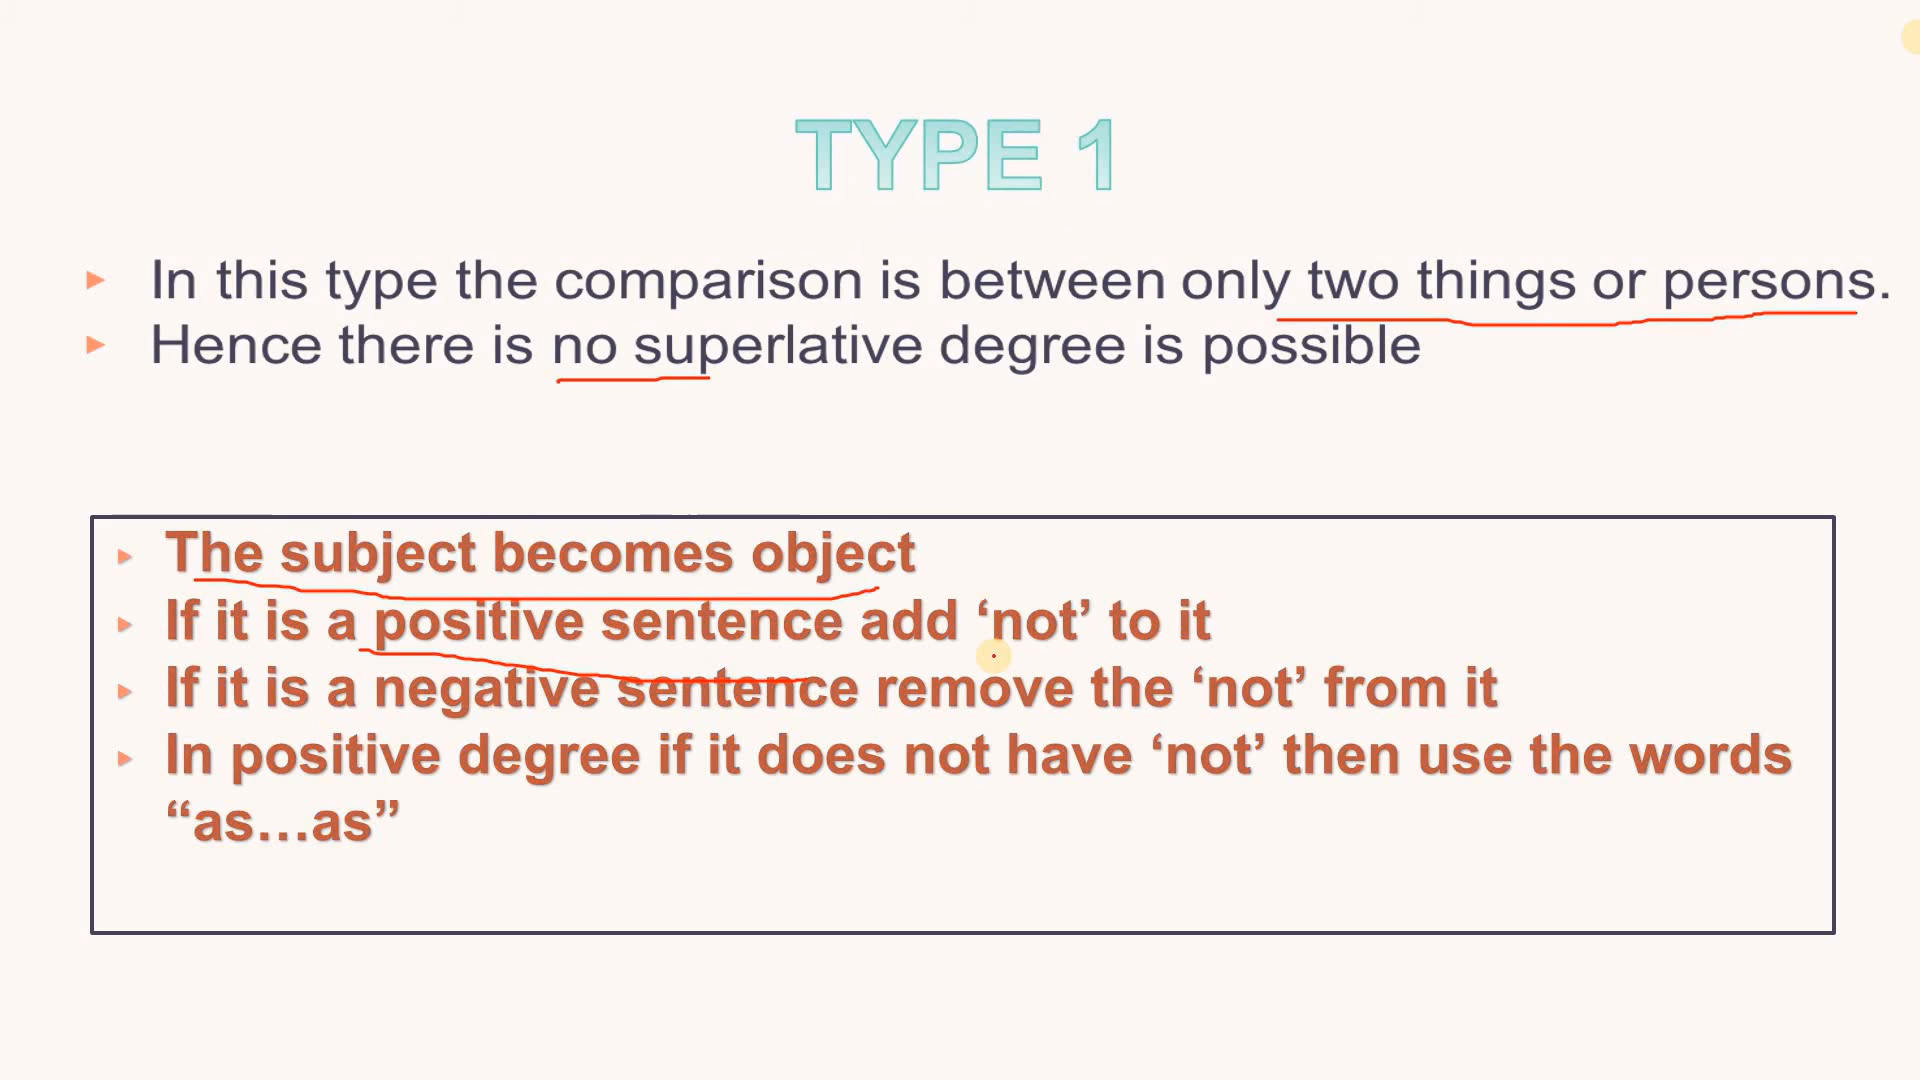 TYPE 1
In this type the comparison is between only two things or persons.
Hence there is no superlative degree is possible
The subject becomes object
If it is a positive sentence add ‘not’ to it
If it is a negative sentence remove the ‘not’ from it
In positive degree if it does not have ‘not’ then use the words
“as…as”